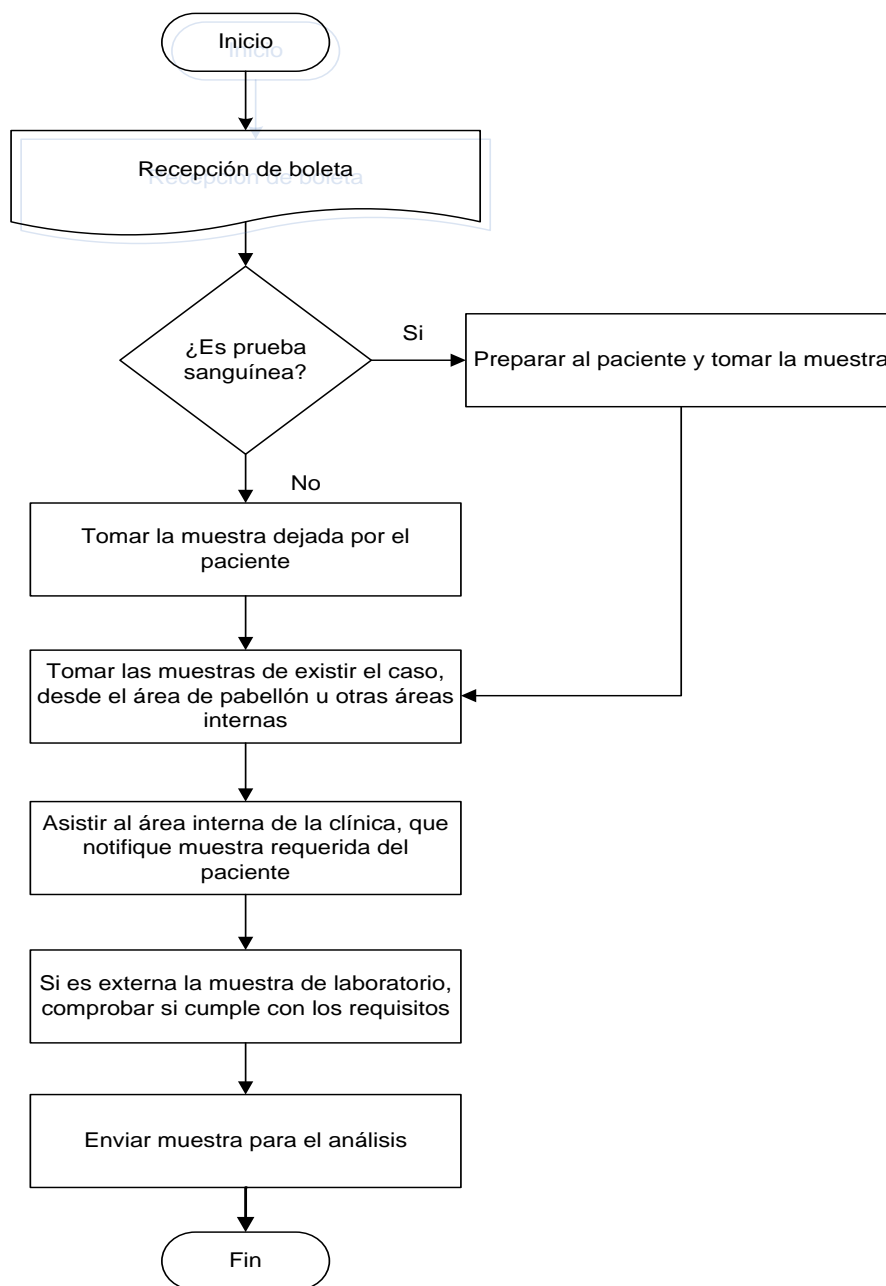 Inicio
Recepción de boleta
¿Es prueba
sanguínea?
Si
Preparar al paciente y tomar la muestra
No
Tomar la muestra dejada por el
paciente
Tomar las muestras de existir el caso,
desde el área de pabellón u otras áreas
internas
Asistir al área interna de la clínica, que
notifique muestra requerida del
paciente
Si es externa la muestra de laboratorio,
comprobar si cumple con los requisitos
Enviar muestra para el análisis
Fin